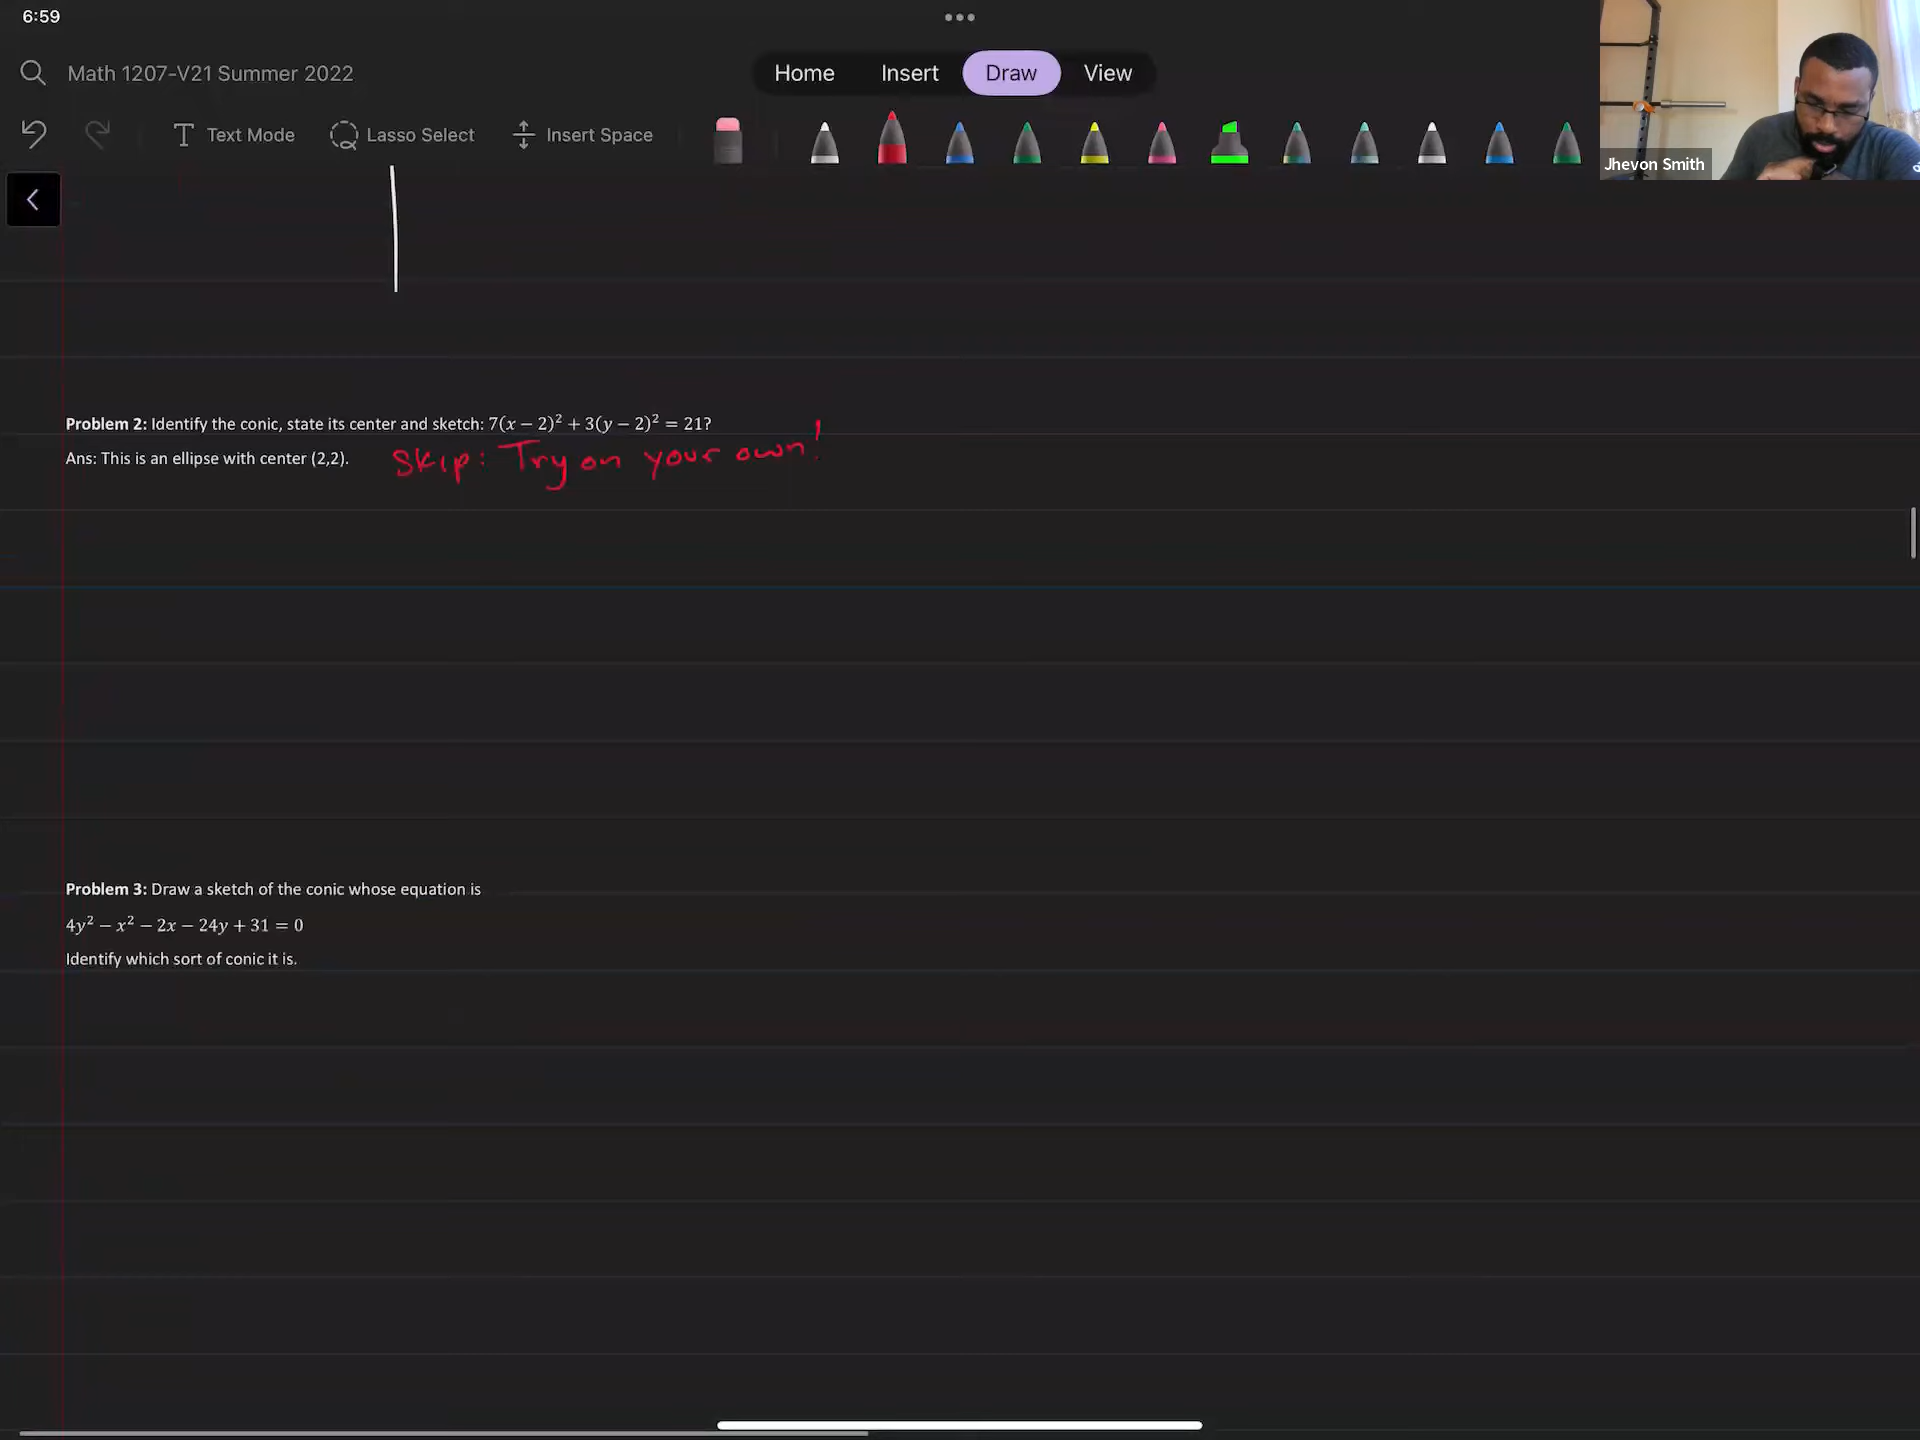 6:59
Math 1207-V21 Summer 2022
Home Insert Draw View
Text Mode Lasso Select Insert Space
Jhevon Smith
Problem 2: Identify the conic, state its center and sketch: 7(x − 2)² + 3(y − 2)² = 21?
Ans: This is an ellipse with center (2,2).
Skip: Try on your own!
Problem 3: Draw a sketch of the conic whose equation is
4y² − x² − 2x − 24y + 31 = 0
Identify which sort of conic it is.